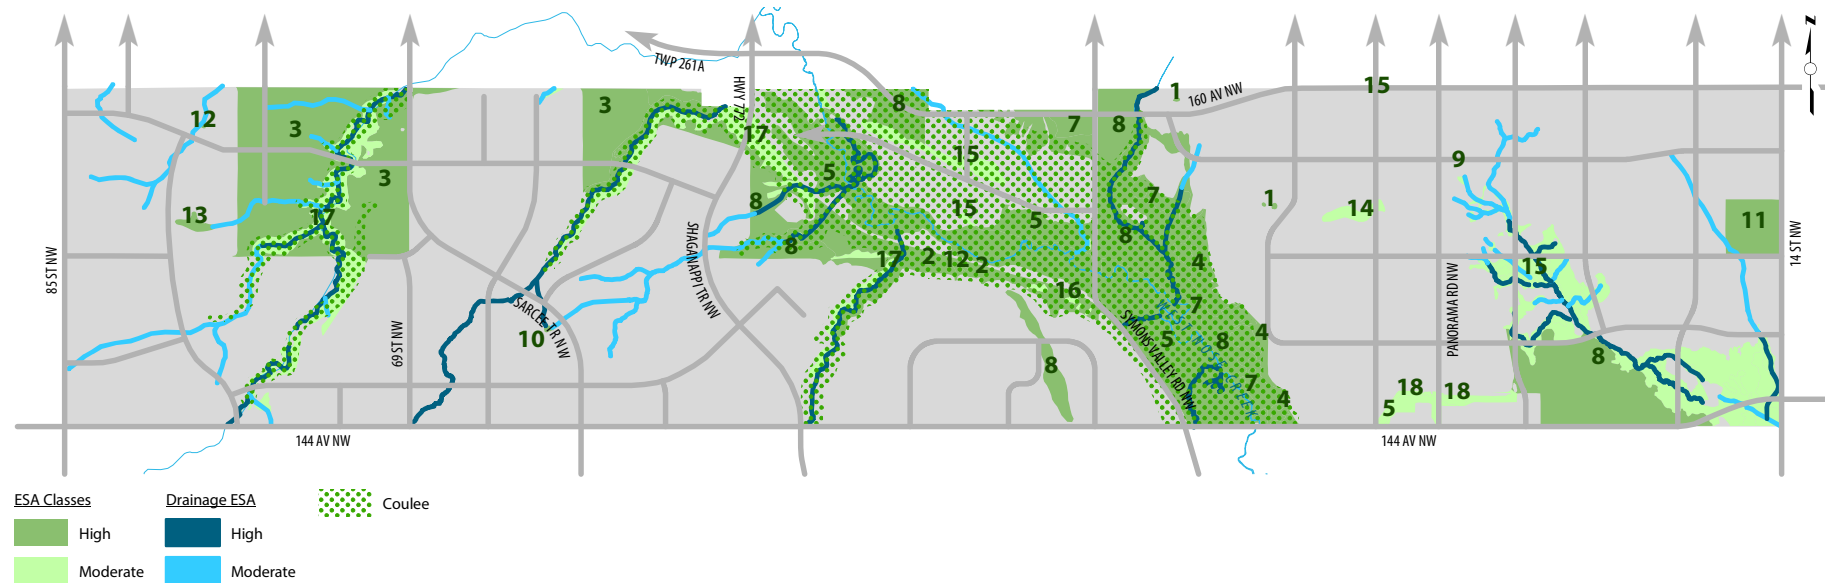 N
TWP 261A
HWY 772
160 AV NW
1
15
3
8
12
3
17
7
8
15
9
5
3
7
8
15
1
14
13
17
5
11
85 ST NW
SHAGANAPPI TR NW
8
8
17
2
12
2
4
15
14 ST NW
16
7
WEST NOSE CREEK
69 ST NW
SARCEE TR NW
10
SYMONS VALLEY RD NW
5
8
4
PANORAMA RD NW
8
8
7
4
18
18
5
144 AV NW
144 AV NW
ESA Classes
High
Moderate
Drainage ESA
High
Moderate
Coulee